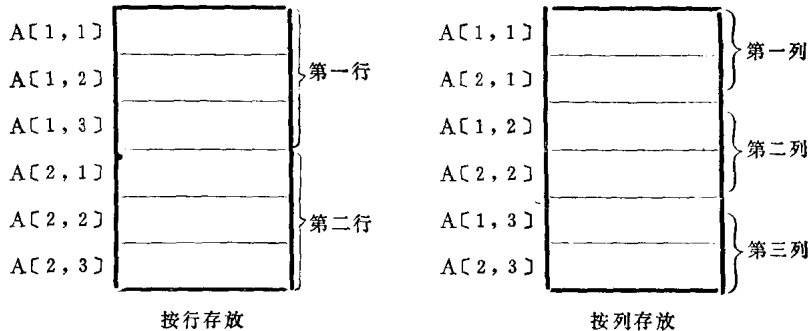 A〔1，1〕
A〔1，2〕
A〔1，3〕
A〔2，1〕
A〔2，2〕
A〔2，3〕
第一行
第二行
按行存放
A〔1，1〕
A〔2，1〕
A〔1，2〕
A〔2，2〕
A〔1，3〕
A〔2，3〕
第一列
第二列
第三列
按列存放